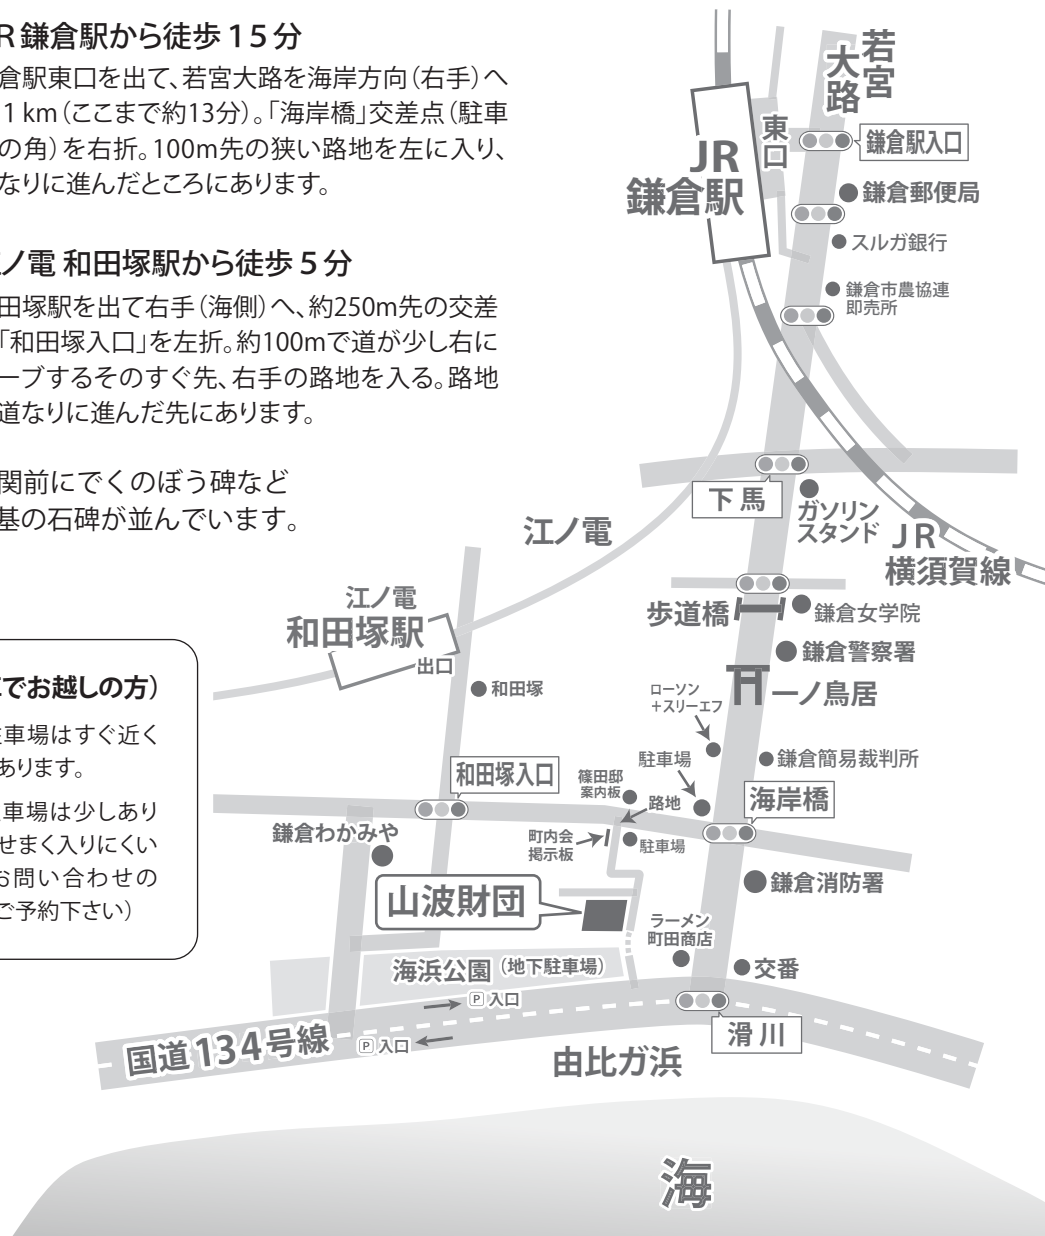 R 鎌倉駅から徒歩 15 分
倉駅東口を出て、若宮大路を海岸方向（右手）へ
1 km（ここまで約13分）。「海岸橋」交差点（駐車
の角）を右折。100m先の狭い路地を左に入り、
なりに進んだところにあります。
ノ電 和田塚駅から徒歩 5 分
田塚駅を出て右手（海側）へ、約250m先の交差
「和田塚入口」を左折。約100mで道が少し右に
ーブするそのすぐ先、右手の路地を入る。路地
道なりに進んだ先にあります。
関前にでくのぼう碑など
基の石碑が並んでいます。
でお越しの方）
車場はすぐ近く
あります。
車場は少しあり
せまく入りにくい
お問い合わせの
ご予約下さい）
若宮
大路
東口
JR
鎌倉駅
鎌倉駅入口
鎌倉郵便局
スルガ銀行
鎌倉市農協連
即売所
下馬
ガソリン
スタンド
JR
横須賀線
江ノ電
江ノ電
和田塚駅
出口
和田塚
歩道橋
鎌倉女学院
鎌倉警察署
一ノ鳥居
ローソン
＋スリーエフ
駐車場
鎌倉簡易裁判所
和田塚入口
篠田邸
案内板
路地
海岸橋
鎌倉わかみや
町内会
掲示板
駐車場
鎌倉消防署
山波財団
ラーメン
町田商店
交番
海浜公園（地下駐車場）
P 入口
P 入口
国道134号線
滑川
由比ガ浜
海